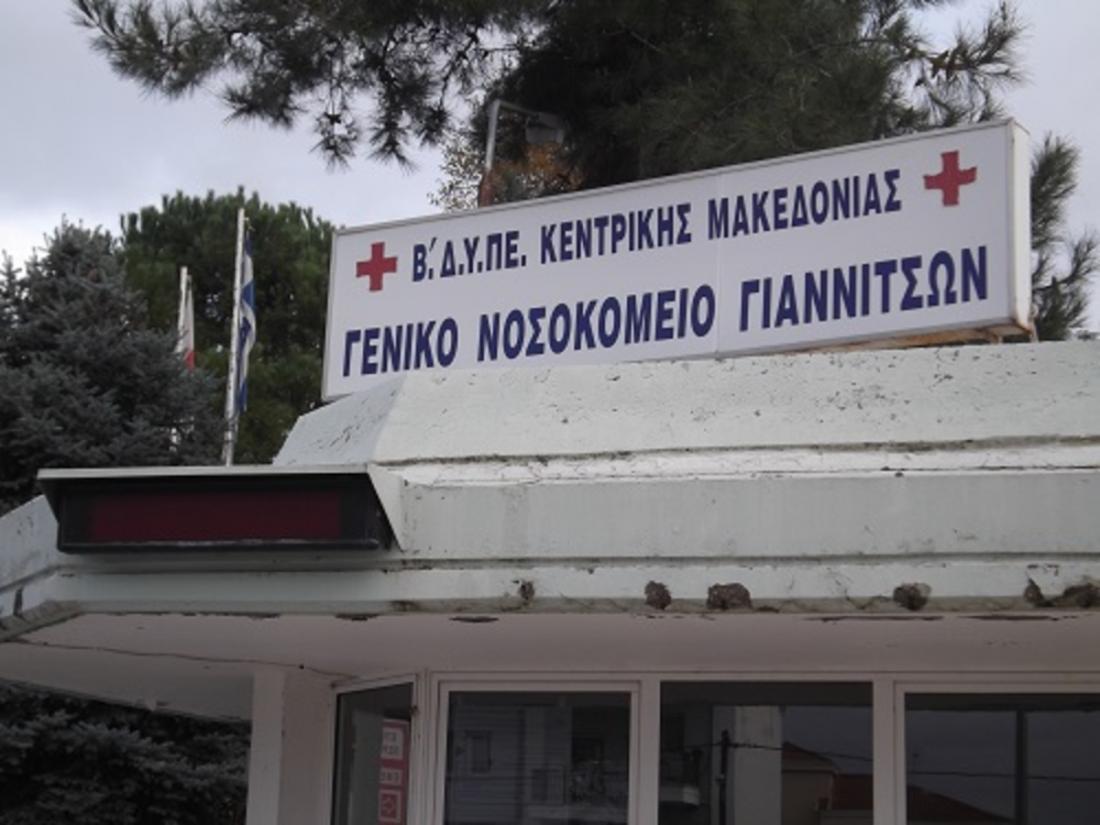 Β΄. Δ.Υ.ΠΕ. ΚΕΝΤΡΙΚΗΣ ΜΑΚΕΔΟΝΙΑΣ
ΓΕΝΙΚΟ ΝΟΣΟΚΟΜΕΙΟ ΓΙΑΝΝΙΤΣΩΝ